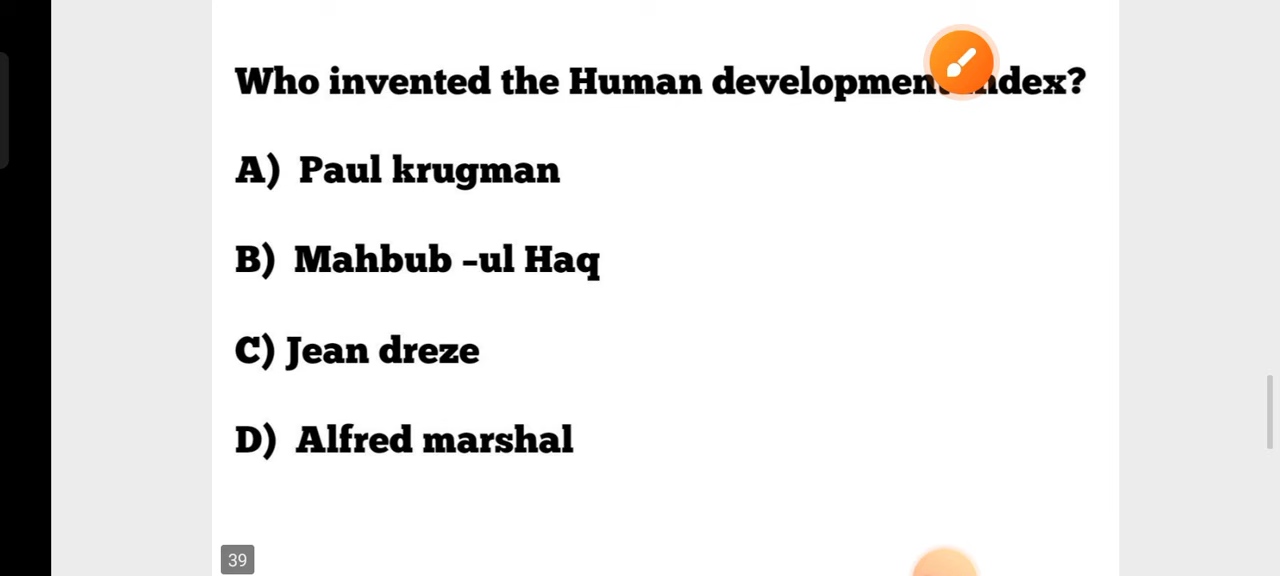 Who invented the Human development index?
A) Paul krugman
B) Mahbub -ul Haq
C) Jean dreze
D) Alfred marshal
39